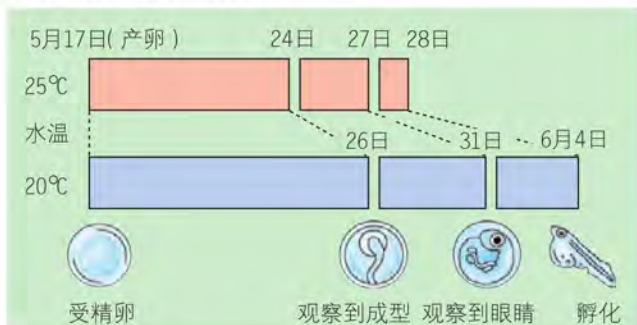 5月17日( 产卵 ) 24日 27日 28日
25℃
水温 26日 31日 6月4日
20℃
受精卵 观察到成型 观察到眼睛 孵化